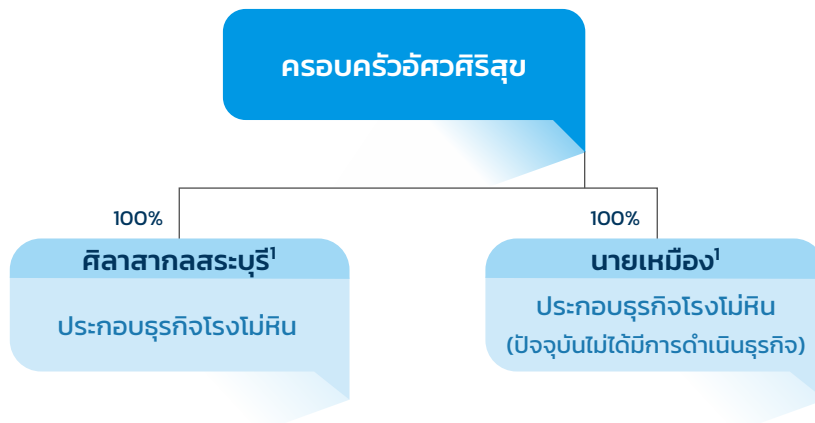 ครอบครัวอัศวศิริสุข
100%
100%
ศิลาสากลสระบุรี¹
นายเหมือง¹
ประกอบธุรกิจโรงโม่หิน
ประกอบธุรกิจโรงโม่หิน
(ปัจจุบันไม่ได้มีการดำเนินธุรกิจ)